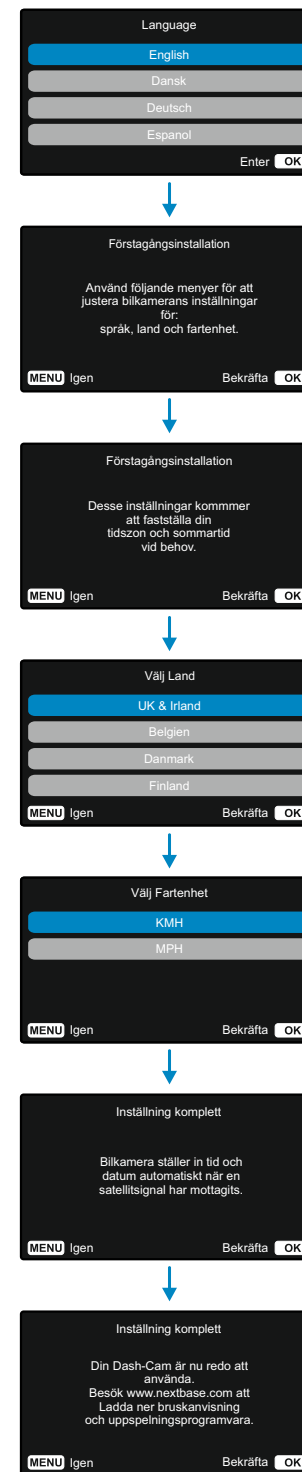 Language
English
Dansk
Deutsch
Espanol
Enter OK
Förstagångsinstallation
Använd följande menyer för att
justera bilkamerans inställningar
för:
språk, land och fartenhet.
MENU Igen Bekräfta OK
Förstagångsinstallation
Desse inställningar kommmer
att fastställa din
tidszon och sommartid
vid behov.
MENU Igen Bekräfta OK
Välj Land
UK & Irland
Belgien
Danmark
Finland
MENU Igen Bekräfta OK
Välj Fartenhet
KMH
MPH
MENU Igen Bekräfta OK
Inställning komplett
Bilkamera ställer in tid och
datum automatiskt när en
satellitsignal har mottagits.
MENU Igen Bekräfta OK
Inställning komplett
Din Dash-Cam är nu redo att
använda.
Besök www.nextbase.com att
Ladda ner bruskanvisning
och uppspelningsprogramvara.
MENU Igen Bekräfta OK